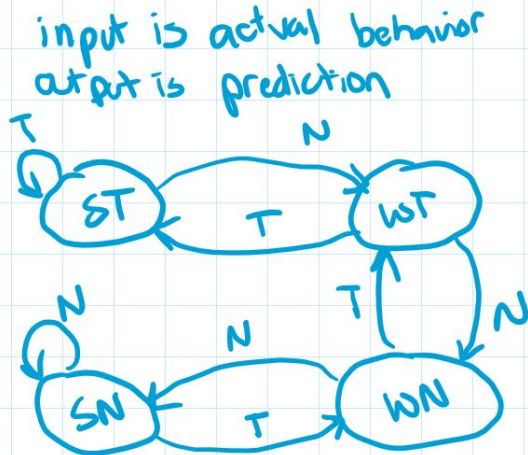 input is actual behavior
output is prediction
T
N
ST
T
WT
N
N
T
N
SN
T
WN